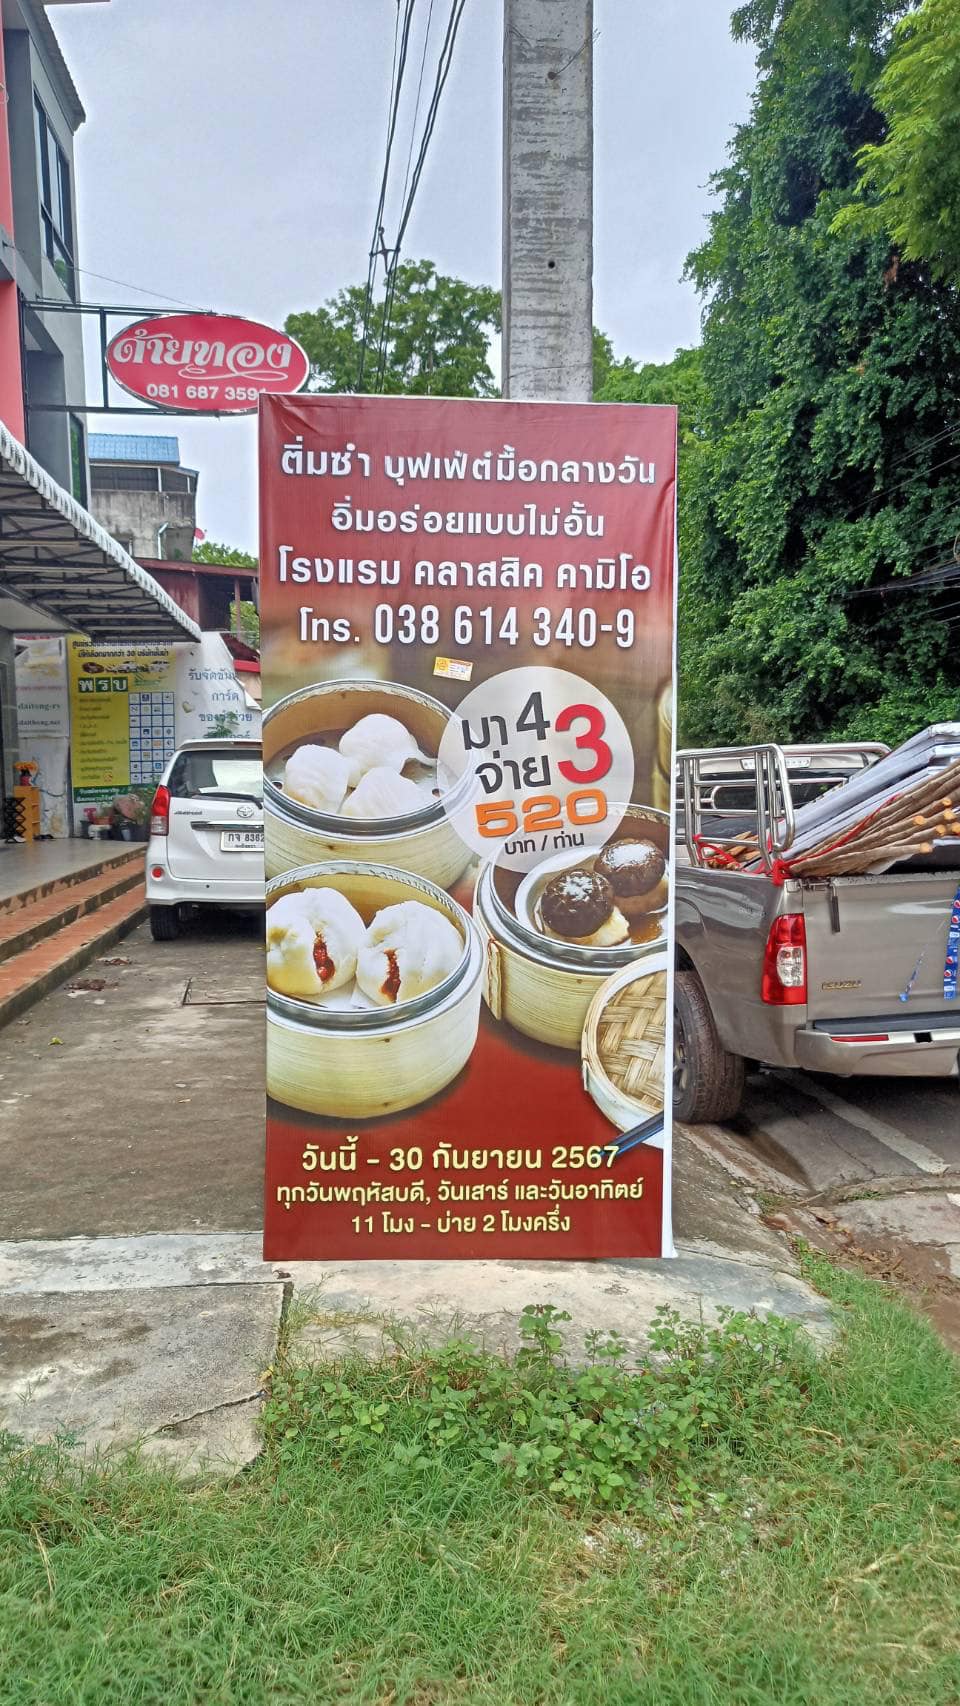 ด้ายทอง
081 687 359
ติ่มซำ บุฟเฟ่ต์มื้อกลางวัน
อิ่มอร่อยแบบไม่อั้น
โรงแรม คลาสสิค คามิโอ
โทร. 038 614 340-9
มา 4
จ่าย 3
520
บาท / ท่าน
วันนี้ - 30 กันยายน 2567
ทุกวันพฤหัสบดี, วันเสาร์ และวันอาทิตย์
11 โมง - บ่าย 2 โมงครึ่ง
พรบ
การ์ด
ISUZU